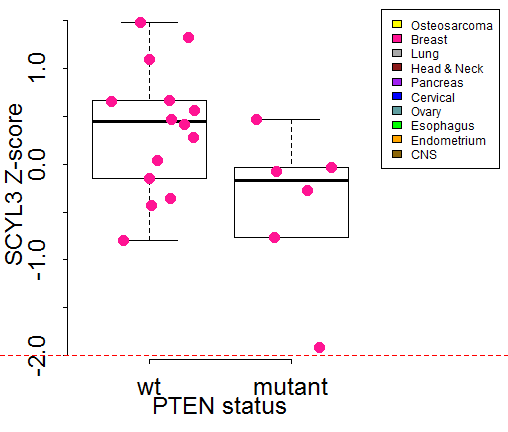 SCYL3 Z-score
1.0
0.0
-1.0
-2.0
wt
mutant
PTEN status
Osteosarcoma
Breast
Lung
Head & Neck
Pancreas
Cervical
Ovary
Esophagus
Endometrium
CNS